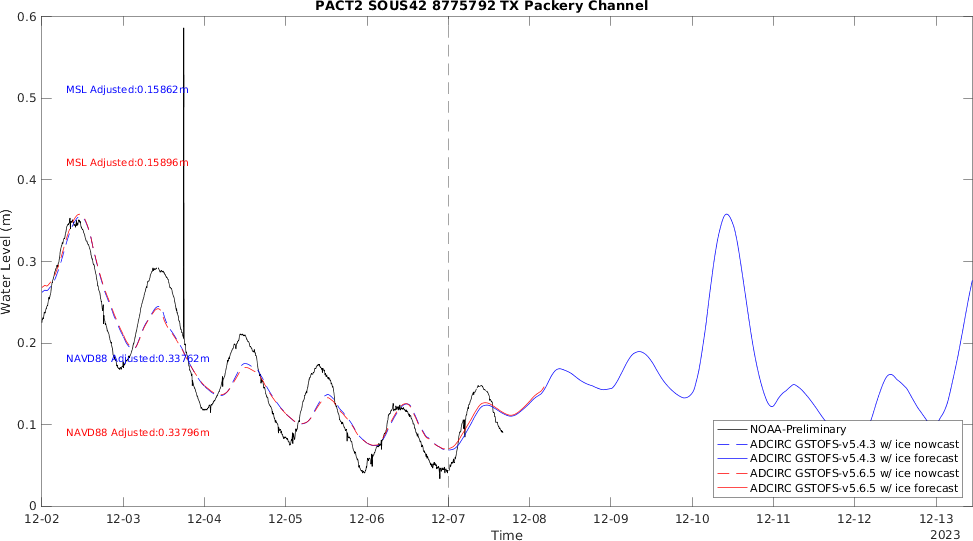 PACT2 SOUS42 8775792 TX Packery Channel
0.6
0.5
0.4
0.3
0.2
0.1
0
Water Level (m)
MSL Adjusted:0.15862m
MSL Adjusted:0.15896m
NAVD88 Adjusted:0.33762m
NAVD88 Adjusted:0.33796m
NOAA-Preliminary
ADCIRC GSTOFS-v5.4.3 w/ ice nowcast
ADCIRC GSTOFS-v5.4.3 w/ ice forecast
ADCIRC GSTOFS-v5.6.5 w/ ice nowcast
ADCIRC GSTOFS-v5.6.5 w/ ice forecast
12-02 12-03 12-04 12-05 12-06 12-07 12-08 12-09 12-10 12-11 12-12 12-13
Time
2023